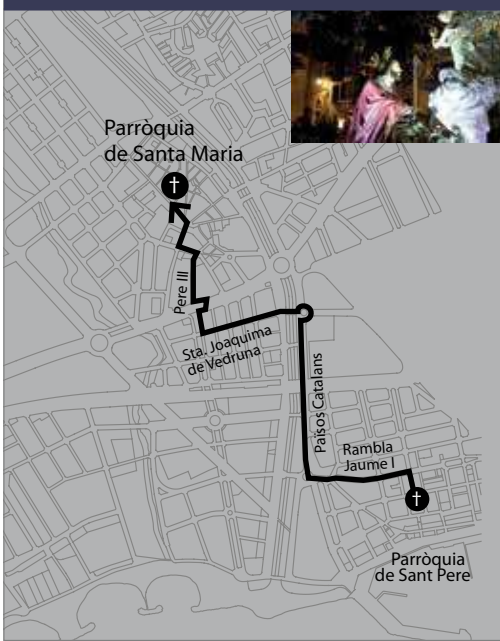 Parròquia
de Santa Maria
Pere III
Sta. Joaquima
de Vedruna
Països Catalans
Rambla
Jaume I
Parròquia
de Sant Pere